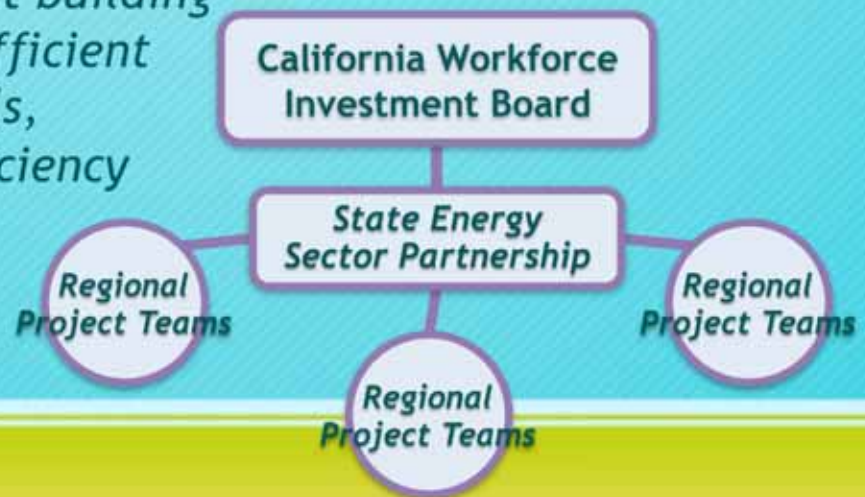 building
fficient
s,
ciency
California Workforce
Investment Board
State Energy
Sector Partnership
Regional
Project Teams
Regional
Project Teams
Regional
Project Teams